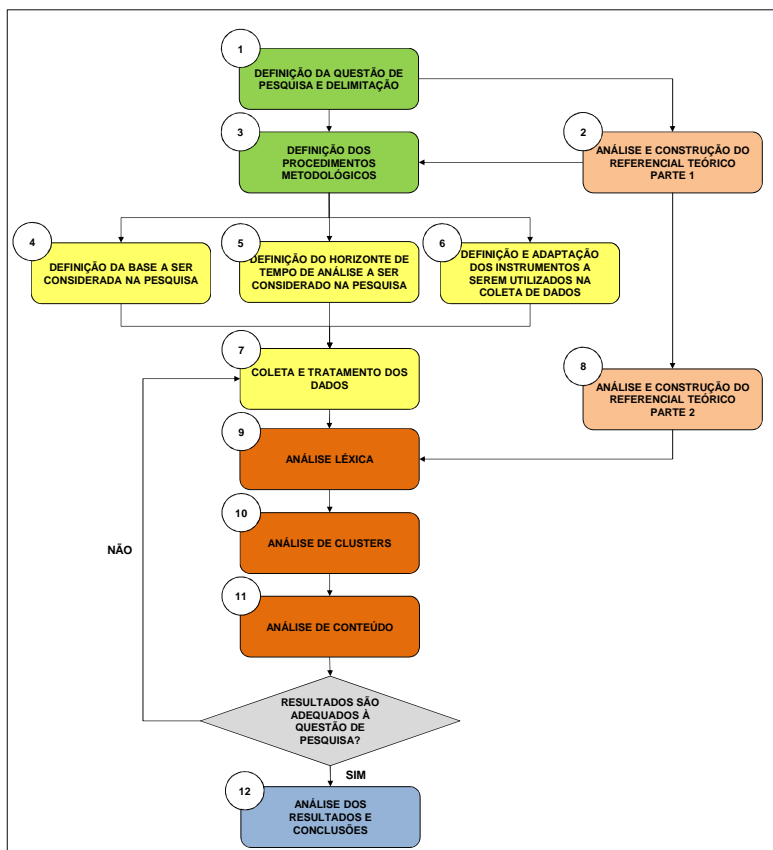 1
DEFINIÇÃO DA QUESTÃO DE
PESQUISA E DELIMITAÇÃO
2
ANÁLISE E CONSTRUÇÃO DO
REFERENCIAL TEÓRICO
PARTE 1
3
DEFINIÇÃO DOS
PROCEDIMENTOS
METODOLÓGICOS
4
DEFINIÇÃO DA BASE A SER
CONSIDERADA NA PESQUISA
5
DEFINIÇÃO DO HORIZONTE DE
TEMPO DE ANÁLISE A SER
CONSIDERADO NA PESQUISA
6
DEFINIÇÃO E ADAPTAÇÃO
DOS INSTRUMENTOS A
SEREM UTILIZADOS NA
COLETA DE DADOS
7
COLETA E TRATAMENTO DOS
DADOS
8
ANÁLISE E CONSTRUÇÃO DO
REFERENCIAL TEÓRICO
PARTE 2
9
ANÁLISE LÉXICA
10
ANÁLISE DE CLUSTERS
NÃO
11
ANÁLISE DE CONTEÚDO
RESULTADOS SÃO
ADEQUADOS À
QUESTÃO DE
PESQUISA?
SIM
12
ANÁLISE DOS
RESULTADOS E
CONCLUSÕES